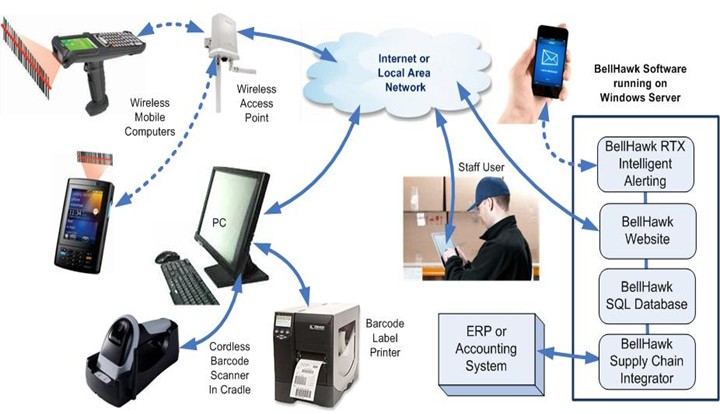 Wireless
Mobile
Computers
Wireless
Access
Point
Internet or
Local Area
Network
BellHawk Software
running on
Windows Server
BellHawk RTX
Intelligent
Alerting
Staff User
PC
BellHawk
Website
BellHawk
SQL Database
BellHawk
Supply Chain
Integrator
ERP or
Accounting
System
Barcode
Label
Printer
Cordless
Barcode
Scanner
In Cradle